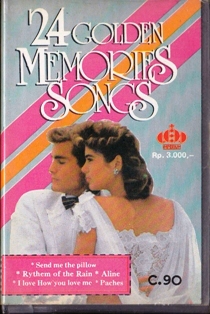 '24 GOLDEN
MEMORIES
SONGS
Rp. 3.000,-
* Send me the pillow
* Rythem of the Rain * Aline
* I love How you love me * Puches
C.90